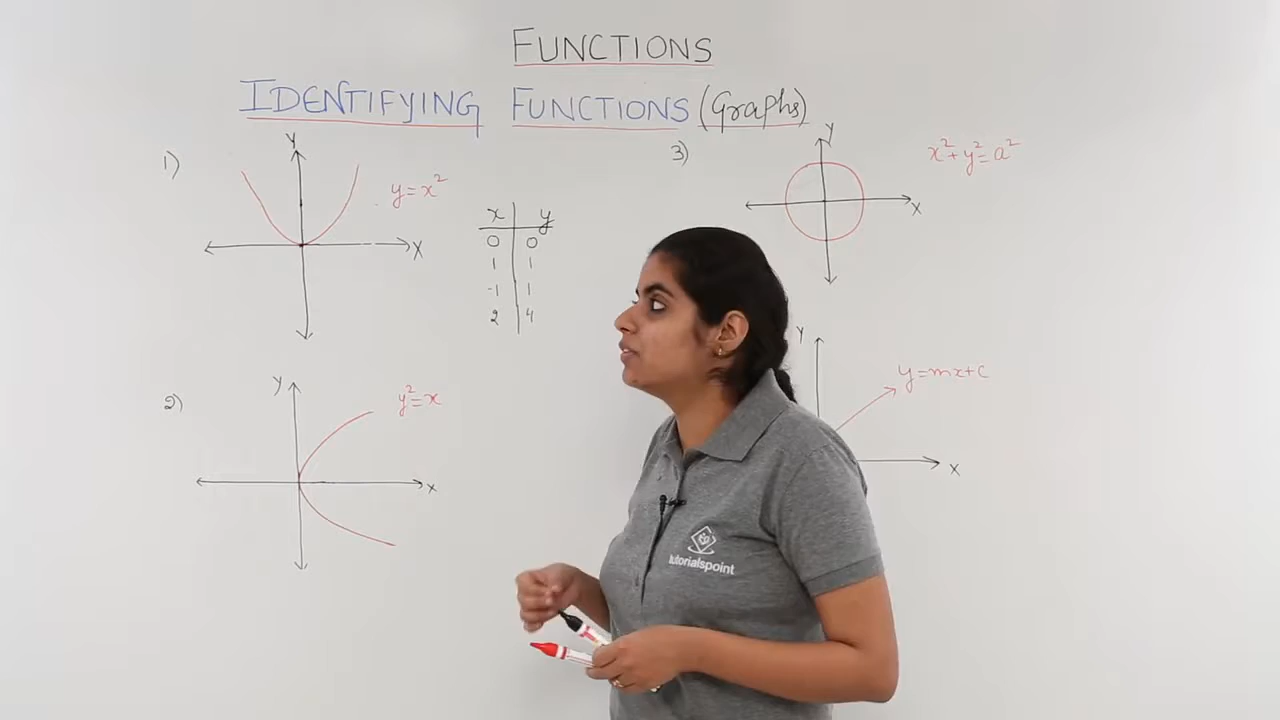 FUNCTIONS
IDENTIFYING FUNCTIONS (Graphs)
1)
Y
X
y = x²
x y
0 0
1 1
-1 1
2 4
2)
Y
X
y² = x
3)
Y
X
x² + y² = a²
Y
X
y = mx + c
tutorialspoint